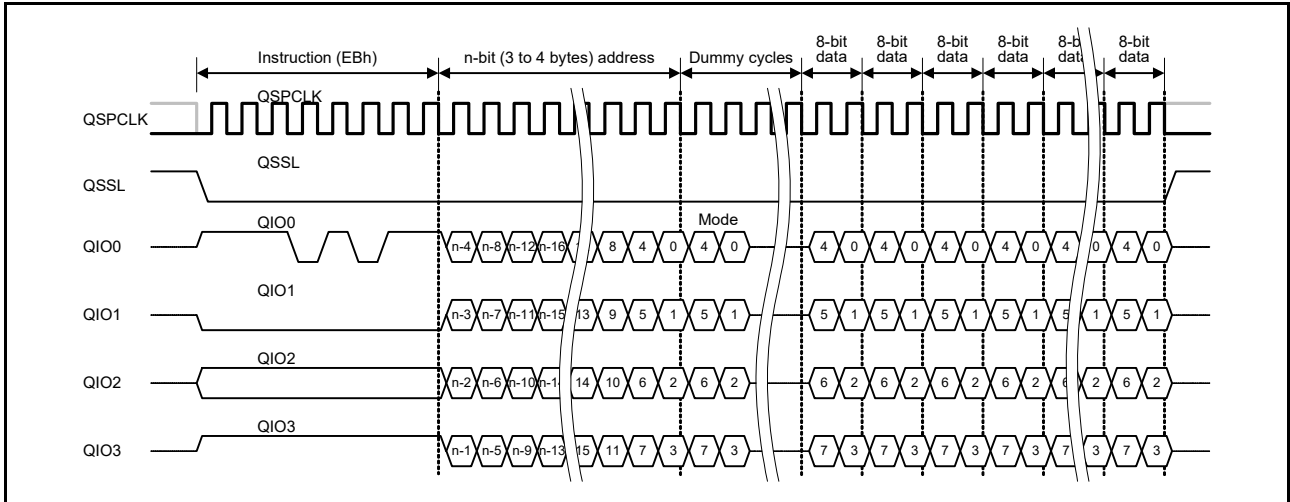 8-bit 8-bit 8-bit 8-bit 8-b 8-bit
Instruction (EBh) n-bit (3 to 4 bytes) address Dummy cycles data data data data data data
QSPCLK
QSPCLK
QSSL
QSSL
QIO0 Mode
QIO0 n-4 n-8 n-12 n-16 1 8 4 0 4 0 4 0 4 0 4 0 4 0 4 0 4 0
QIO1
QIO1 n-3 n-7 n-11 n-15 13 9 5 1 5 1 5 1 5 1 5 1 5 1 5 1 5 1
QIO2
QIO2 n-2 n-6 n-10 n-1 14 10 6 2 6 2 6 2 6 2 6 2 6 2 6 2 6 2
QIO3
QIO3 n-1 n-5 n-9 n-13 15 11 7 3 7 3 7 3 7 3 7 3 7 3 7 3 7 3